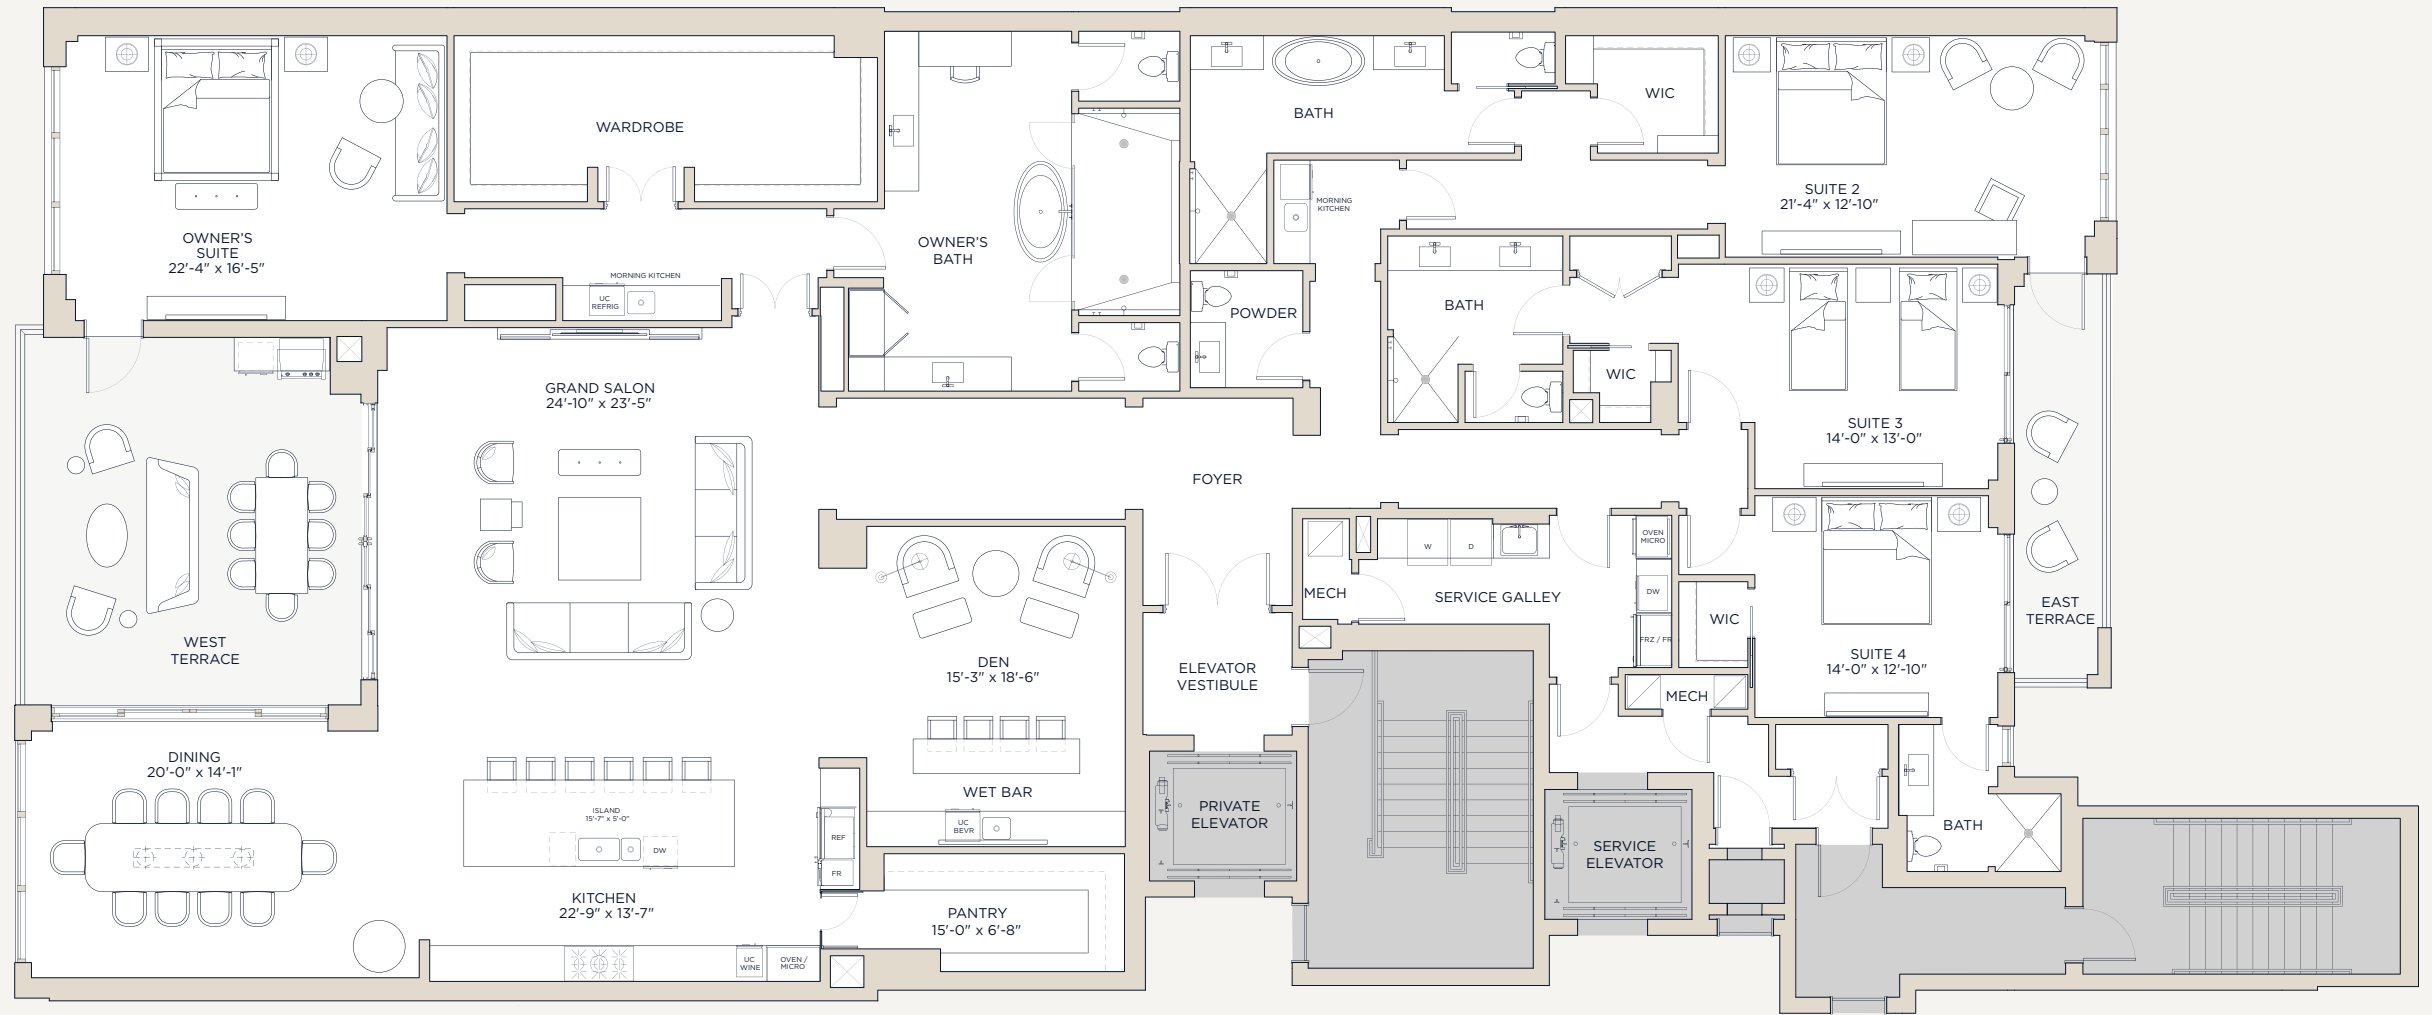 WARDROBE
OWNER'S
SUITE
22'-4" x 16'-5"
MORNING KITCHEN
UC
REFRIG
OWNER'S
BATH
BATH
WIC
MORNING
KITCHEN
SUITE 2
21'-4" x 12'-10"
POWDER
BATH
WIC
SUITE 3
14'-0" x 13'-0"
GRAND SALON
24'-10" x 23'-5"
FOYER
WEST
TERRACE
DEN
15'-3" x 18'-6"
ELEVATOR
VESTIBULE
MECH
W
D
SERVICE GALLEY
OVEN
MICRO
DW
FRZ / FR
WIC
MECH
SUITE 4
14'-0" x 12'-10"
EAST
TERRACE
DINING
20'-0" x 14'-1"
ISLAND
15'-7" x 5'-0"
DW
REF
FR
WET BAR
UC
BEVR
PRIVATE
ELEVATOR
SERVICE
ELEVATOR
BATH
KITCHEN
22'-9" x 13'-7"
UC
WINE
OVEN /
MICRO
PANTRY
15'-0" x 6'-8"